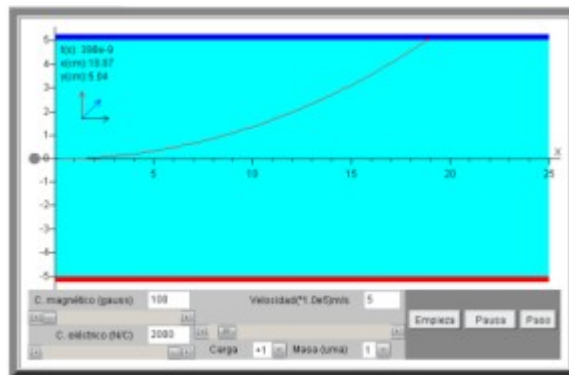 5
t(s): 398e-9
x(cm):19.07
y(cm):5.04
4
3
2
1
0
5
10
15
20
25
X
-1
-2
-3
-4
-5
C. magnético (gauss) 100 Velocidad(*1.0e5)m/s 5
C. eléctrico (N/C) 2000
Carga +1 Masa (uma) 1
Empieza Pausa Paso